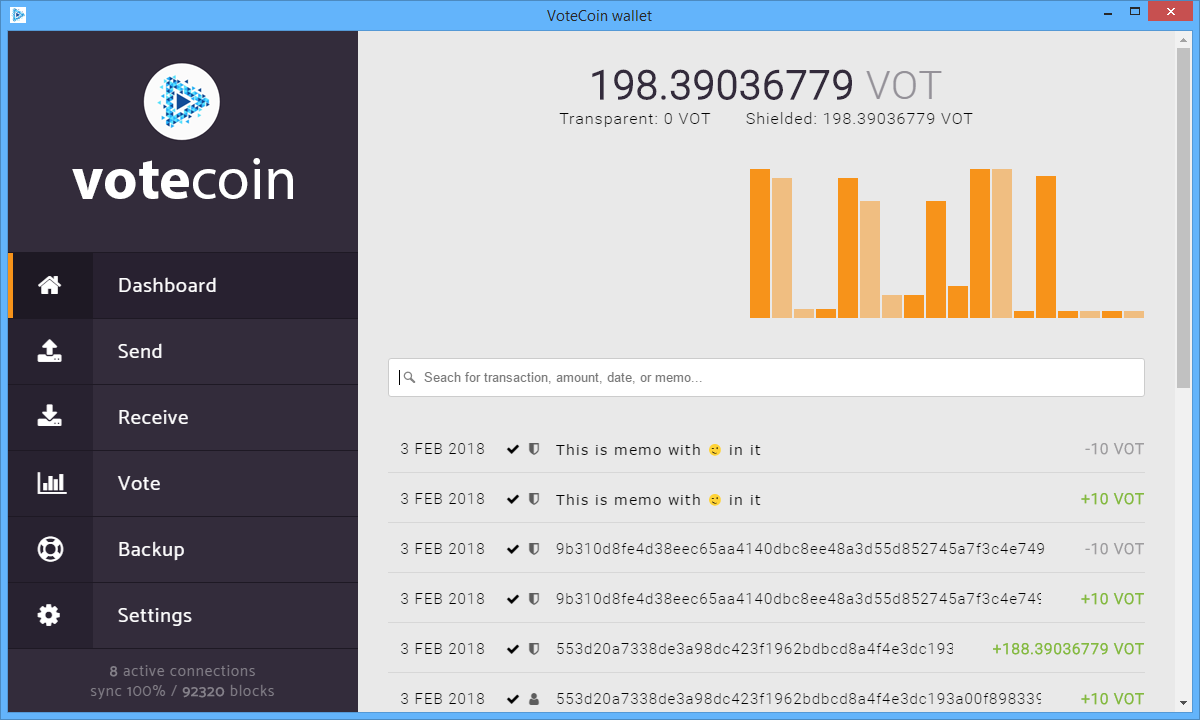 VoteCoin wallet
votecoin
Dashboard
Send
Receive
Vote
Backup
Settings
8 active connections
sync 100% / 92320 blocks
198.39036779 VOT
Transparent: 0 VOT Shielded: 198.39036779 VOT
Seach for transaction, amount, date, or memo...
3 FEB 2018 This is memo with 😉 in it -10 VOT
3 FEB 2018 This is memo with 😉 in it +10 VOT
3 FEB 2018 9b310d8fe4d38eec65aa4140dbc8ee48a3d55d852745a7f3c4e749 -10 VOT
3 FEB 2018 9b310d8fe4d38eec65aa4140dbc8ee48a3d55d852745a7f3c4e749 +10 VOT
3 FEB 2018 553d20a7338de3a98dc423f1962bdbcd8a4f4e3dc193 +188.39036779 VOT
3 FEB 2018 553d20a7338de3a98dc423f1962bdbcd8a4f4e3dc193a00f898339 +10 VOT